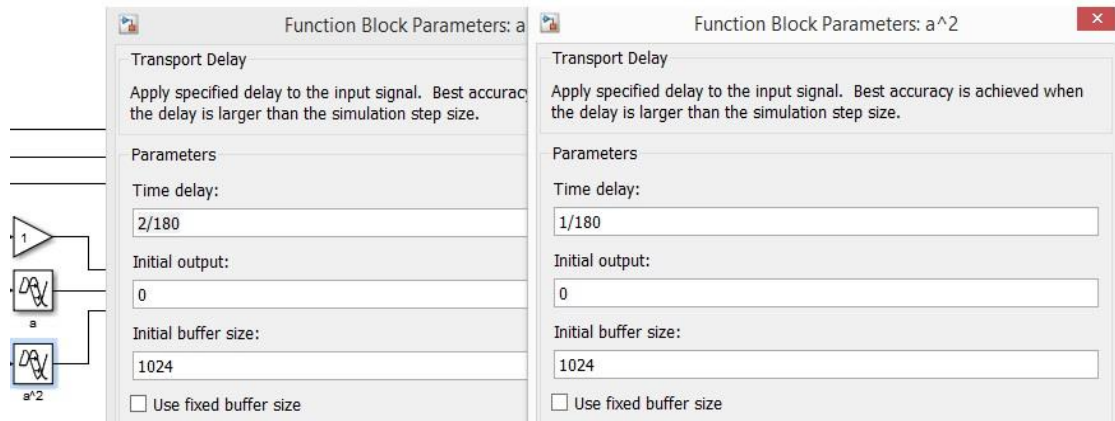 Function Block Parameters: a
Transport Delay
Apply specified delay to the input signal. Best accurac
the delay is larger than the simulation step size.
Parameters
Time delay:
2/180
Initial output:
0
Initial buffer size:
1024
Use fixed buffer size
Function Block Parameters: a^2
Transport Delay
Apply specified delay to the input signal. Best accuracy is achieved when
the delay is larger than the simulation step size.
Parameters
Time delay:
1/180
Initial output:
0
Initial buffer size:
1024
Use fixed buffer size
1
a
a^2